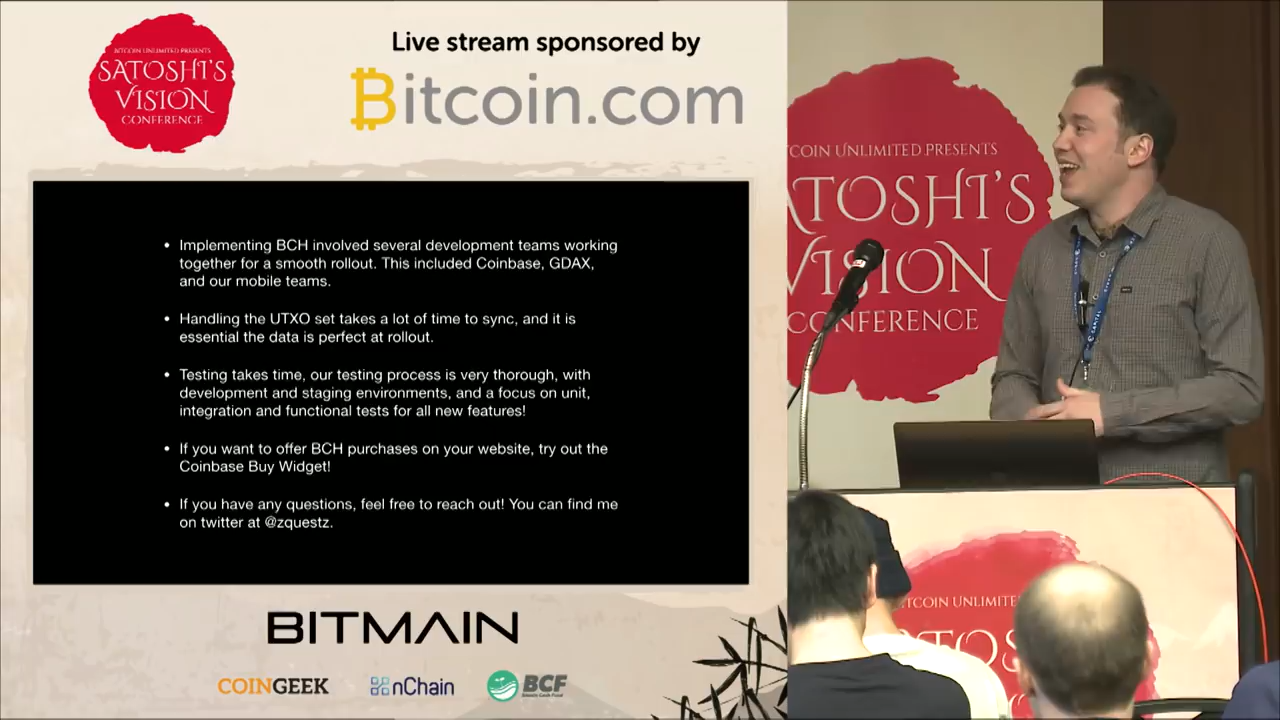 BITCOIN UNLIMITED PRESENTS
SATOSHI'S
VISION
CONFERENCE
Live stream sponsored by
Bitcoin.com
• Implementing BCH involved several development teams working
together for a smooth rollout. This included Coinbase, GDAX,
and our mobile teams.
• Handling the UTXO set takes a lot of time to sync, and it is
essential the data is perfect at rollout.
• Testing takes time, our testing process is very thorough, with
development and staging environments, and a focus on unit,
integration and functional tests for all new features!
• If you want to offer BCH purchases on your website, try out the
Coinbase Buy Widget!
• If you have any questions, feel free to reach out! You can find me
on twitter at @zquestz.
BITMAIN
COINGEEK
nChain
BCF
TCOIN UNLIMITED PRESENTS
ATOSHI'S
VISION
CONFERENCE
TCOIN UNLIMITE